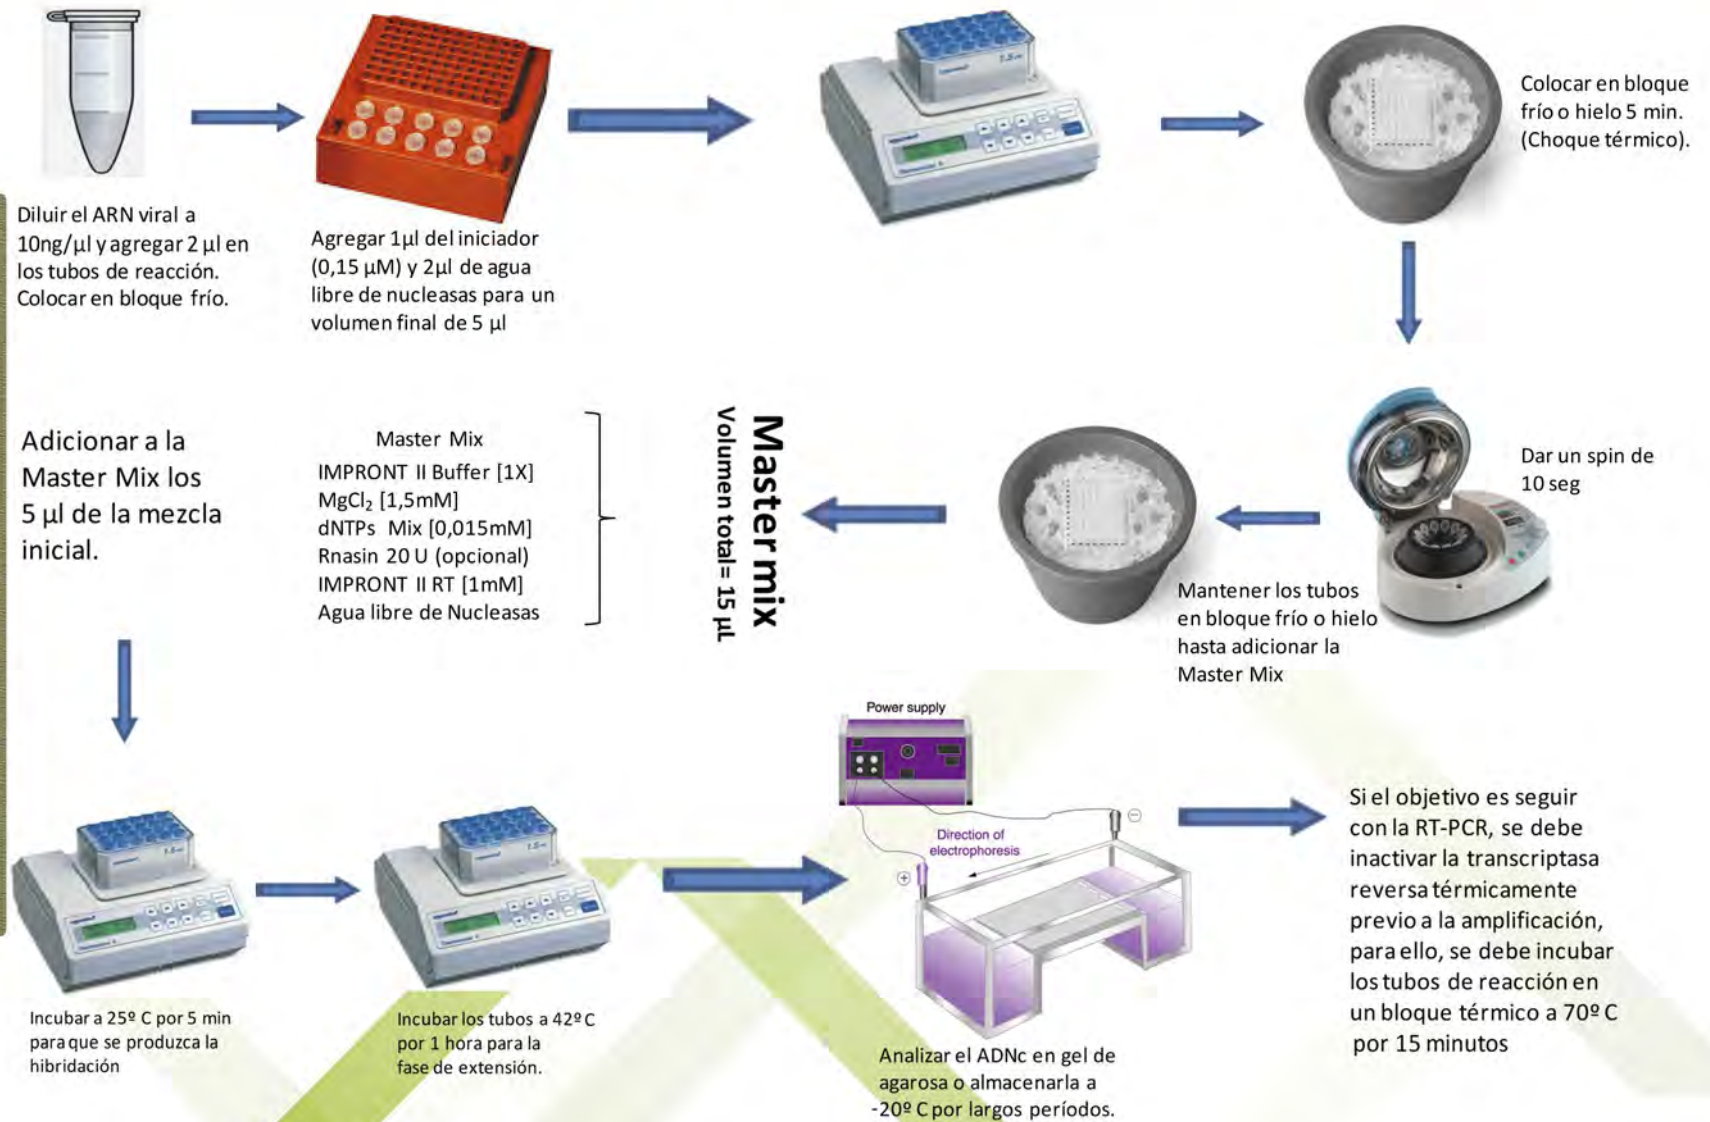 Diluir el ARN viral a
10ng/µl y agregar 2 µl en
los tubos de reacción.
Colocar en bloque frío.
Agregar 1µl del iniciador
(0,15 µM) y 2µl de agua
libre de nucleasas para un
volumen final de 5 µl
Colocar en bloque
frío o hielo 5 min.
(Choque térmico).
Dar un spin de
10 seg
Mantener los tubos
en bloque frío o hielo
hasta adicionar la
Master Mix
Master mix
Volumen total= 15 µL
Master Mix
IMPRONT II Buffer [1X]
MgCl₂ [1,5mM]
dNTPs Mix [0,015mM]
Rnasin 20 U (opcional)
IMPRONT II RT [1mM]
Agua libre de Nucleasas
Adicionar a la
Master Mix los
5 µl de la mezcla
inicial.
Incubar a 25º C por 5 min
para que se produzca la
hibridación
Incubar los tubos a 42º C
por 1 hora para la
fase de extensión.
Power supply
Direction of
electrophoresis
+
−
Analizar el ADNc en gel de
agarosa o almacenarla a
-20º C por largos períodos.
Si el objetivo es seguir
con la RT-PCR, se debe
inactivar la transcriptasa
reversa térmicamente
previo a la amplificación,
para ello, se debe incubar
los tubos de reacción en
un bloque térmico a 70º C
por 15 minutos